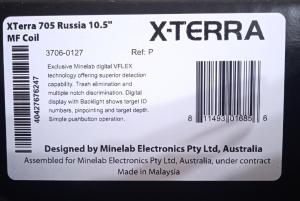 XTerra 705 Russia 10.5"
MF Coil
X-TERRA
3706-0127
Ref: P
Exclusive Minelab digital VFLEX
technology offering superior detection
capability. Trash elimination and
multiple notch discrimination. Digital
display with Backlight shows target ID
numbers, pinpointing and target depth.
Simple pushbutton operation.
40427676247
8 11493 01685 6
Designed by Minelab Electronics Pty Ltd, Australia
Assembled for Minelab Electronics Pty Ltd, Australia, under contract
Made in Malaysia